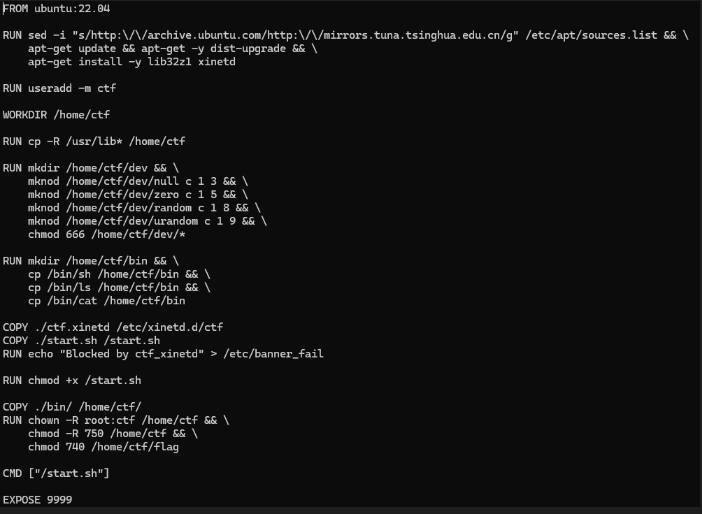 FROM ubuntu:22.04
RUN sed -i "s/http:\/\/archive.ubuntu.com/http:\/\/mirrors.tuna.tsinghua.edu.cn/g" /etc/apt/sources.list && \
    apt-get update && apt-get -y dist-upgrade && \
    apt-get install -y lib32z1 xinetd
RUN useradd -m ctf
WORKDIR /home/ctf
RUN cp -R /usr/lib* /home/ctf
RUN mkdir /home/ctf/dev && \
    mknod /home/ctf/dev/null c 1 3 && \
    mknod /home/ctf/dev/zero c 1 5 && \
    mknod /home/ctf/dev/random c 1 8 && \
    mknod /home/ctf/dev/urandom c 1 9 && \
    chmod 666 /home/ctf/dev/*
RUN mkdir /home/ctf/bin && \
    cp /bin/sh /home/ctf/bin && \
    cp /bin/ls /home/ctf/bin && \
    cp /bin/cat /home/ctf/bin
COPY ./ctf.xinetd /etc/xinetd.d/ctf
COPY ./start.sh /start.sh
RUN echo "Blocked by ctf_xinetd" > /etc/banner_fail
RUN chmod +x /start.sh
COPY ./bin/ /home/ctf/
RUN chown -R root:ctf /home/ctf && \
    chmod -R 750 /home/ctf && \
    chmod 740 /home/ctf/flag
CMD ["/start.sh"]
EXPOSE 9999